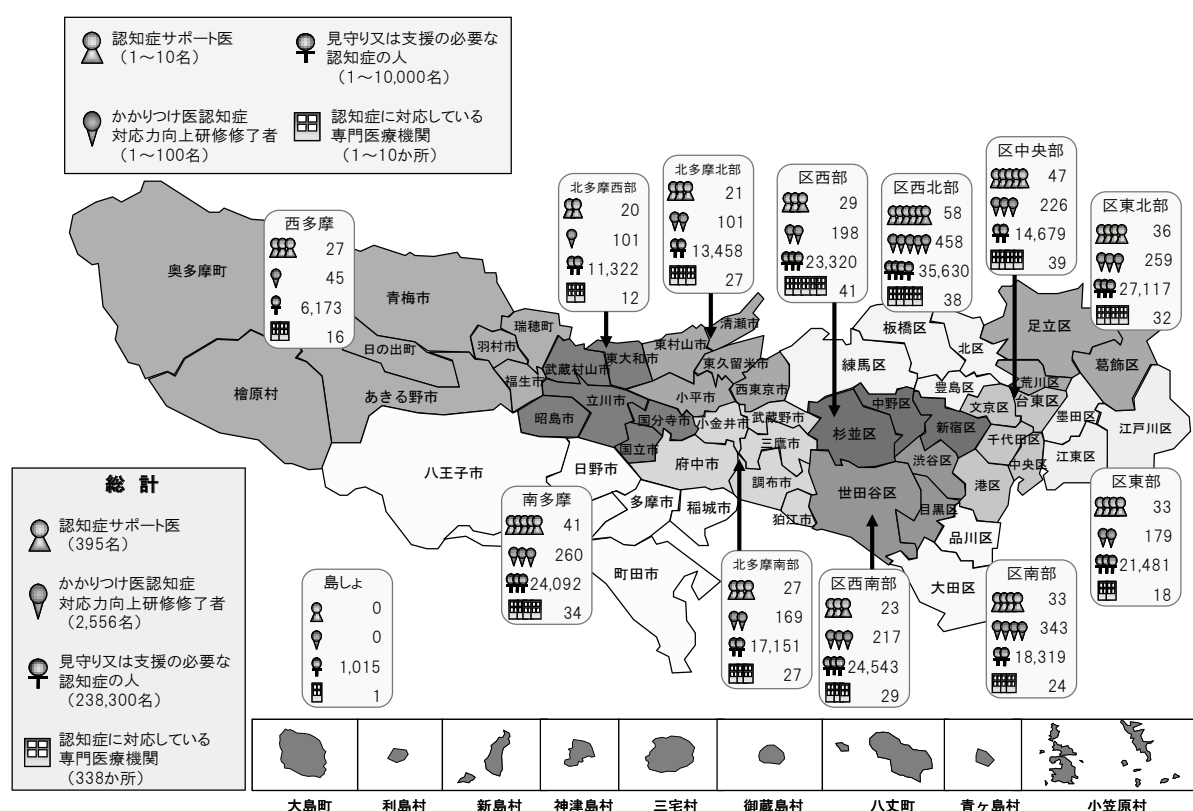 認知症サポート医
（1～10名）
見守り又は支援の必要な
認知症の人
（1～10,000名）
かかりつけ医認知症
対応力向上研修修了者
（1～100名）
認知症に対応している
専門医療機関
（1～10か所）
西多摩
27
45
6,173
16
北多摩西部
20
101
11,322
12
北多摩北部
21
101
13,458
27
区西部
29
198
23,320
41
区西北部
58
458
35,630
38
区中央部
47
226
14,679
39
区東北部
36
259
27,117
32
奥多摩町
青梅市
瑞穂町
羽村市
日の出町
福生市
檜原村
あきる野市
武蔵村山市
東大和市
東村山市
清瀬市
東久留米市
西東京市
小平市
立川市
昭島市
国分寺市
国立市
小金井市
武蔵野市
三鷹市
府中市
調布市
狛江市
八王子市
日野市
多摩市
稲城市
町田市
板橋区
北区
練馬区
豊島区
足立区
葛飾区
荒川区
文京区
台東区
墨田区
江戸川区
中野区
杉並区
新宿区
渋谷区
千代田区
中央区
江東区
港区
世田谷区
目黒区
品川区
大田区
総計
認知症サポート医
（395名）
かかりつけ医認知症
対応力向上研修修了者
（2,556名）
見守り又は支援の必要な
認知症の人
（238,300名）
認知症に対応している
専門医療機関
（338か所）
南多摩
41
260
24,092
34
島しょ
0
0
1,015
1
北多摩南部
27
169
17,151
27
区西南部
23
217
24,543
29
区南部
33
343
18,319
24
区東部
33
179
21,481
18
大島町
利島村
新島村
神津島村
三宅村
御蔵島村
八丈町
青ヶ島村
小笠原村